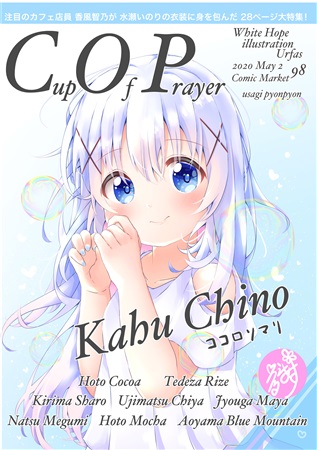 注目のカフェ店員 香風智乃が 水瀬いのりの衣装に身を包んだ 28ページ大特集!
Cup Of Prayer
White Hope
illustration
Urfas
2020 May 2
Comic Market 98
usagi pyonpyon
Kahu Chino
ココロソマリ
Hoto Cocoa Tedeza Rize
Kirima Sharo Ujimatsu Chiya Jyouga Maya
Natsu Megumi Hoto Mocha Aoyama Blue Mountain